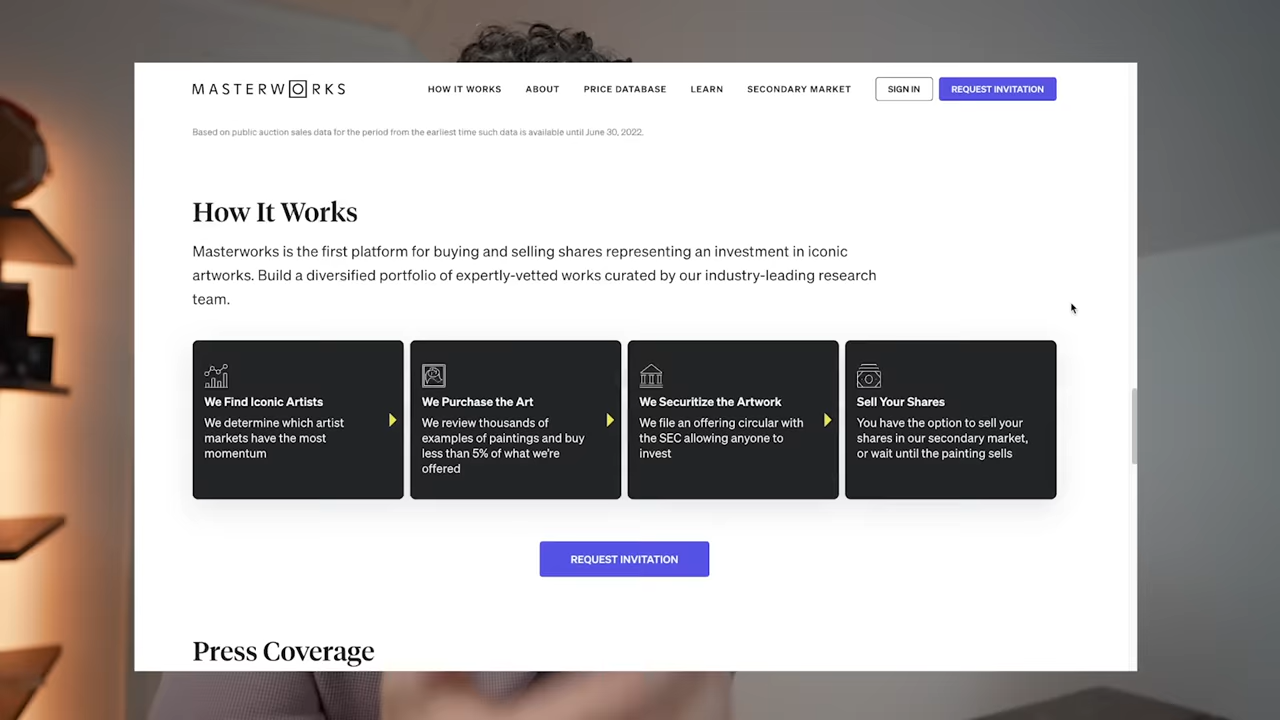 MASTERWORKS
HOW IT WORKS
ABOUT
PRICE DATABASE
LEARN
SECONDARY MARKET
SIGN IN
REQUEST INVITATION
Based on public auction sales data for the period from the earliest time such data is available until June 30, 2022.
How It Works
Masterworks is the first platform for buying and selling shares representing an investment in iconic
artworks. Build a diversified portfolio of expertly-vetted works curated by our industry-leading research
team.
We Find Iconic Artists
We determine which artist
markets have the most
momentum
We Purchase the Art
We review thousands of
examples of paintings and buy
less than 5% of what we're
offered
We Securitize the Artwork
We file an offering circular with
the SEC allowing anyone to
invest
Sell Your Shares
You have the option to sell your
shares in our secondary market,
or wait until the painting sells
REQUEST INVITATION
Press Coverage